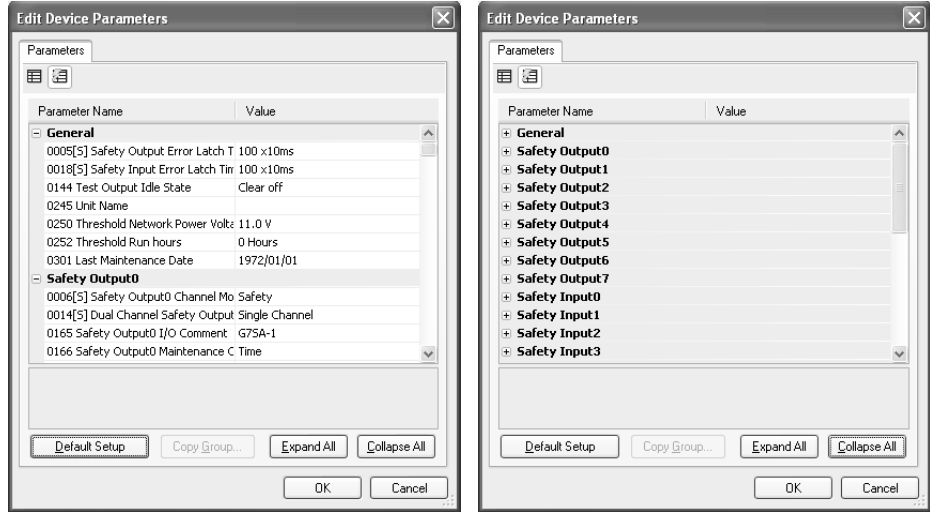 Edit Device Parameters
Parameters
Parameter Name Value
General
0005[S] Safety Output Error Latch T 100 x10ms
0018[S] Safety Input Error Latch Tim 100 x10ms
0144 Test Output Idle State Clear off
0245 Unit Name
0250 Threshold Network Power Volta 11.0 V
0252 Threshold Run hours 0 Hours
0301 Last Maintenance Date 1972/01/01
Safety Output0
0006[S] Safety Output0 Channel Mo Safety
0014[S] Dual Channel Safety Output Single Channel
0165 Safety Output0 I/O Comment G7SA-1
0166 Safety Output0 Maintenance C Time
Default Setup Copy Group... Expand All Collapse All
OK Cancel
Edit Device Parameters
Parameters
Parameter Name Value
General
Safety Output0
Safety Output1
Safety Output2
Safety Output3
Safety Output4
Safety Output5
Safety Output6
Safety Output7
Safety Input0
Safety Input1
Safety Input2
Safety Input3
Default Setup Copy Group... Expand All Collapse All
OK Cancel